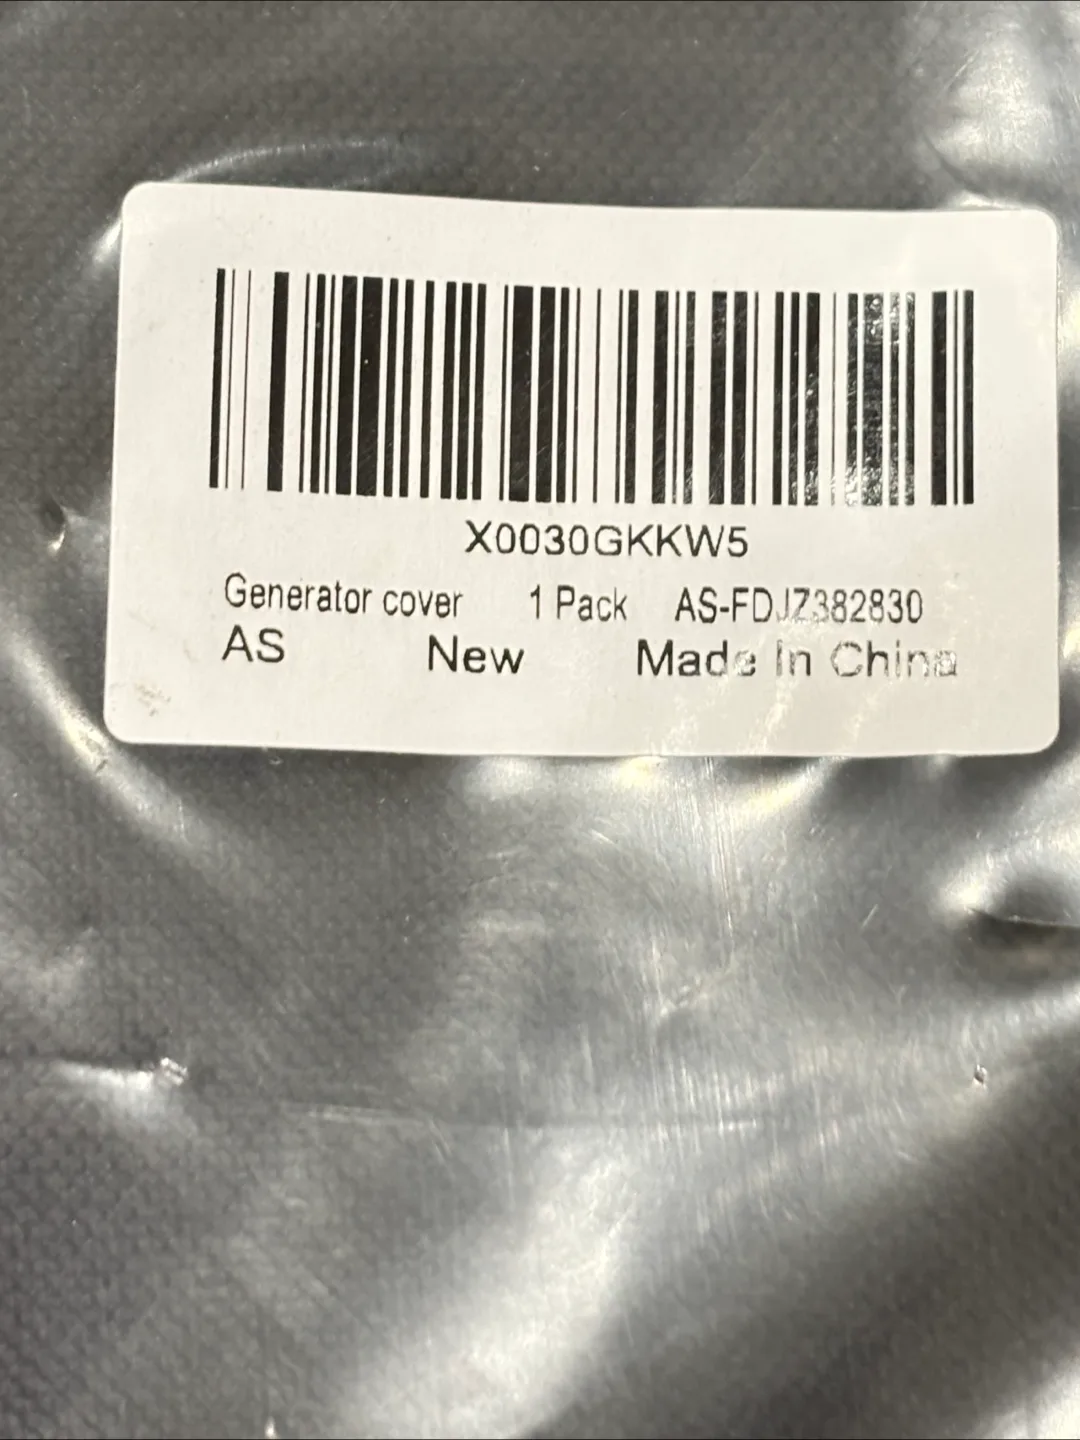 X0030GKKW5
Generator cover 1 Pack AS-FDJZ382830
AS New Made In China